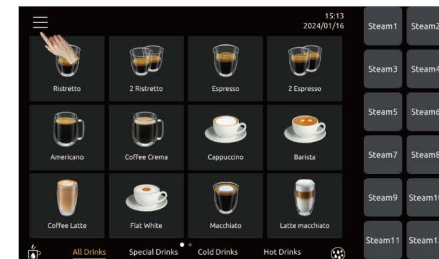 15:13
2024/01/16
Ristretto
2 Ristretto
Espresso
2 Espresso
Americano
Coffee Crema
Cappuccino
Barista
Coffee Latte
Flat White
Macchiato
Latte macchiato
All Drinks
Special Drinks
Cold Drinks
Hot Drinks
Steam1
Steam2
Steam3
Steam4
Steam5
Steam6
Steam7
Steam8
Steam9
Steam11